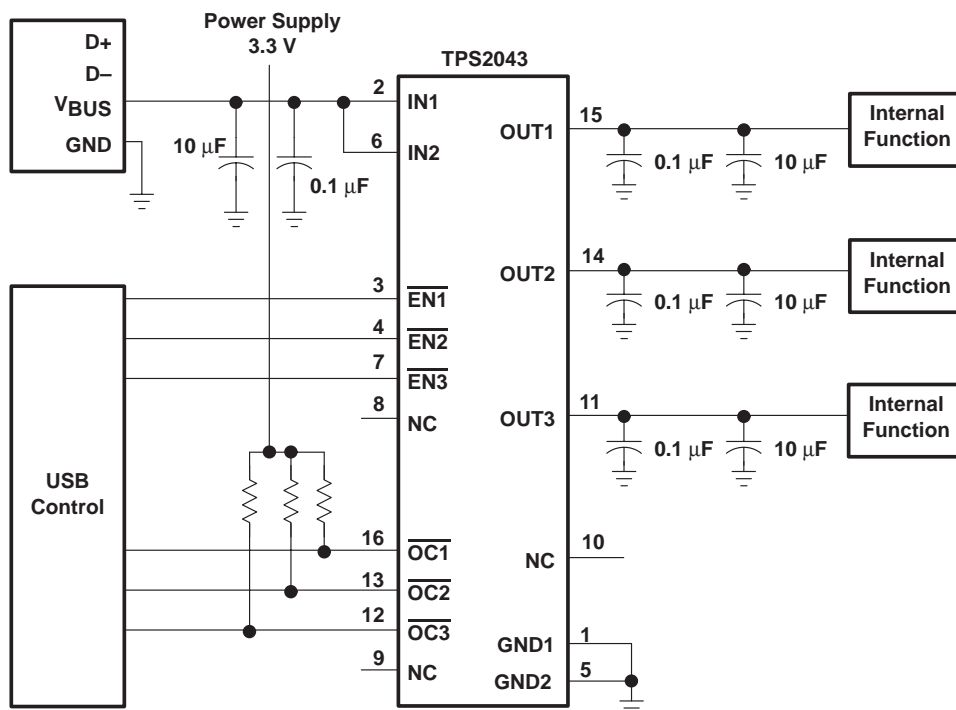 Power Supply
3.3 V
D+
D–
VBUS
GND
10 μF
0.1 μF
TPS2043
2
IN1
6
IN2
3
EN1
4
EN2
7
EN3
8
NC
USB
Control
16
OC1
13
OC2
12
OC3
9
NC
OUT1
15
0.1 μF
10 μF
Internal
Function
OUT2
14
0.1 μF
10 μF
Internal
Function
OUT3
11
0.1 μF
10 μF
Internal
Function
NC
10
GND1
1
GND2
5